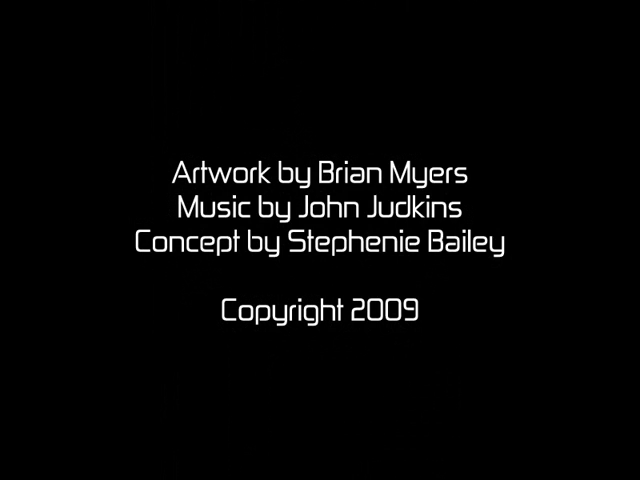 Artwork by Brian Myers
Music by John Judkins
Concept by Stephenie Bailey
Copyright 2009